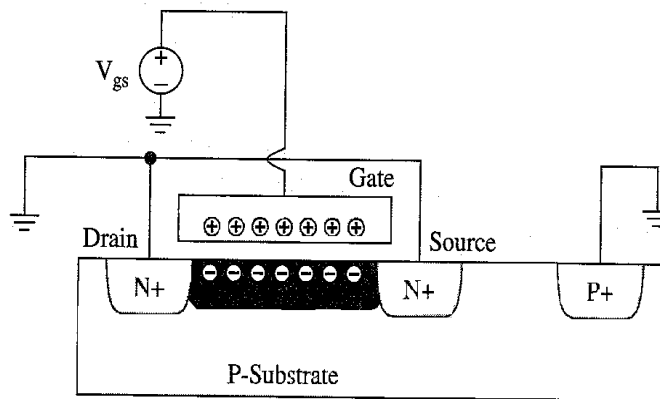 +
V_gs
−
Gate
+ + + + + + +
Drain
Source
− − − − − − −
N+
N+
P+
P-Substrate